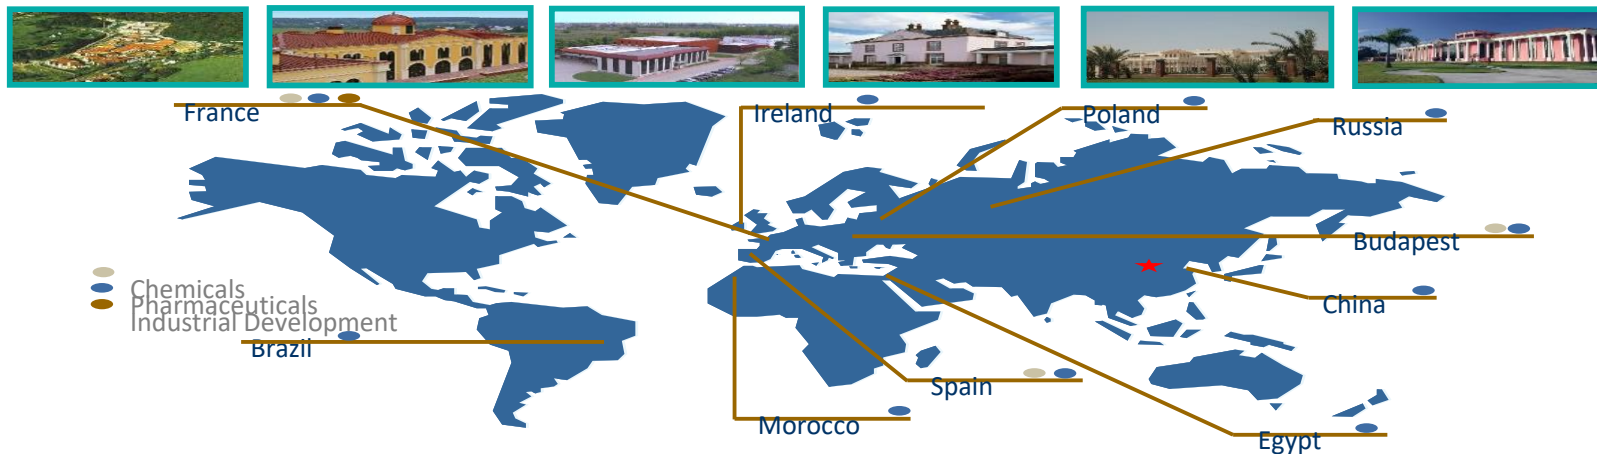 France
Ireland
Poland
Russia
Budapest
Chemicals
Pharmaceuticals
Industrial Development
China
Brazil
Spain
Morocco
Egypt